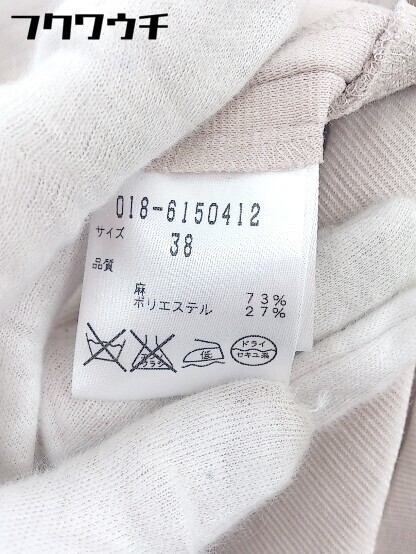 フクワウチ
018-6150412
サイズ 38
品質
麻 73%
ポリエステル 27%
低 ドライ
セキユ系